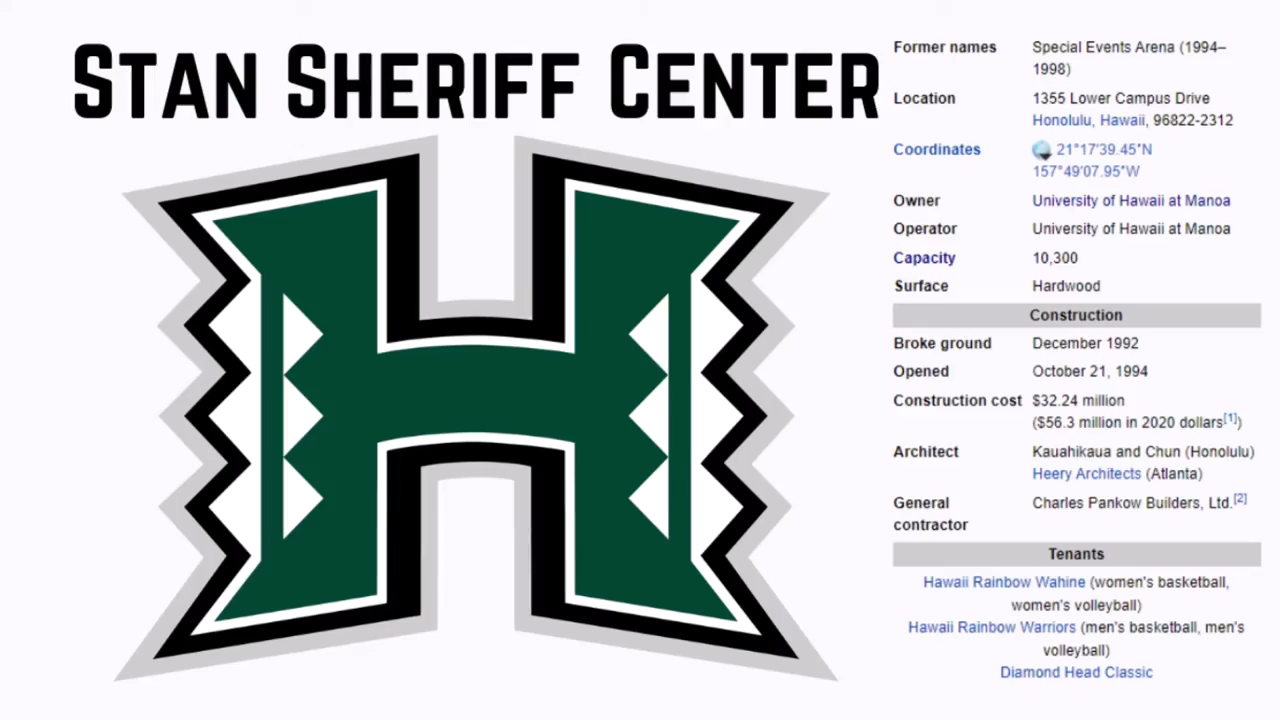 STAN SHERIFF CENTER
Former names Special Events Arena (1994–
1998)
Location 1355 Lower Campus Drive
Honolulu, Hawaii, 96822-2312
Coordinates 21°17′39.45″N
157°49′07.95″W
Owner University of Hawaii at Manoa
Operator University of Hawaii at Manoa
Capacity 10,300
Surface Hardwood
Construction
Broke ground December 1992
Opened October 21, 1994
Construction cost $32.24 million
($56.3 million in 2020 dollars[1])
Architect Kauahikaua and Chun (Honolulu)
Heery Architects (Atlanta)
General Charles Pankow Builders, Ltd.[2]
contractor
Tenants
Hawaii Rainbow Wahine (women's basketball,
women's volleyball)
Hawaii Rainbow Warriors (men's basketball, men's
volleyball)
Diamond Head Classic
H